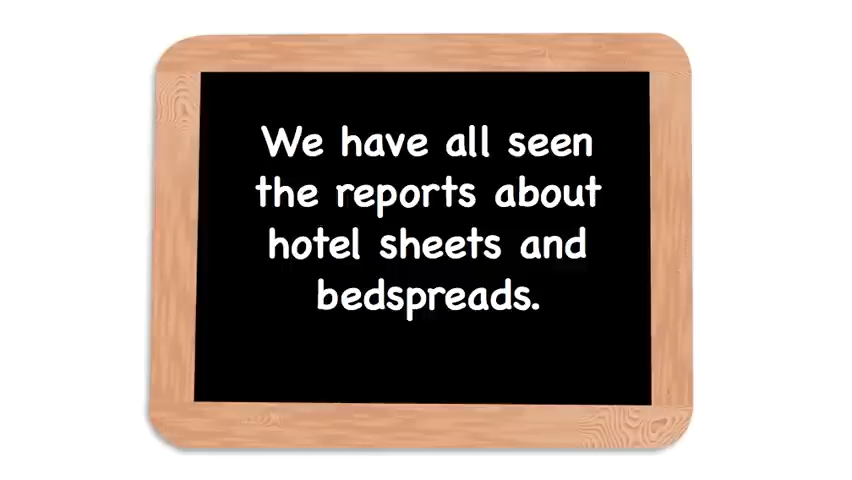 We have all seen
the reports about
hotel sheets and
bedspreads.